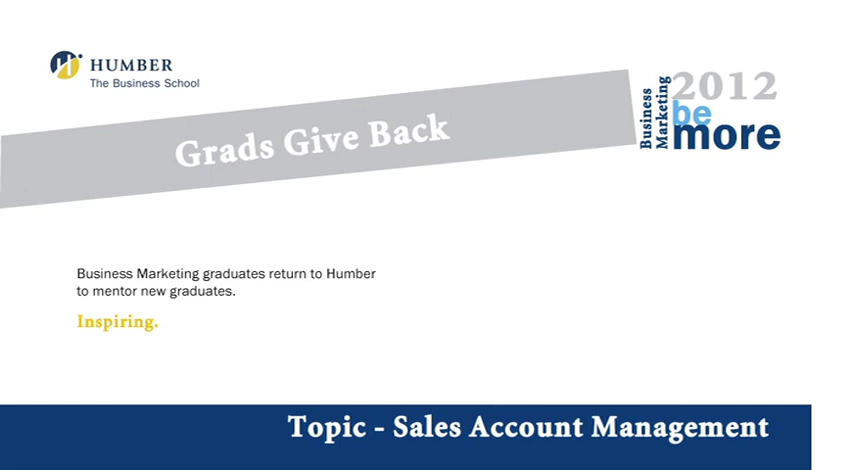 HUMBER
The Business School
Business
Marketing
2012
be
more
Grads Give Back
Business Marketing graduates return to Humber
to mentor new graduates.
Inspiring.
Topic - Sales Account Management